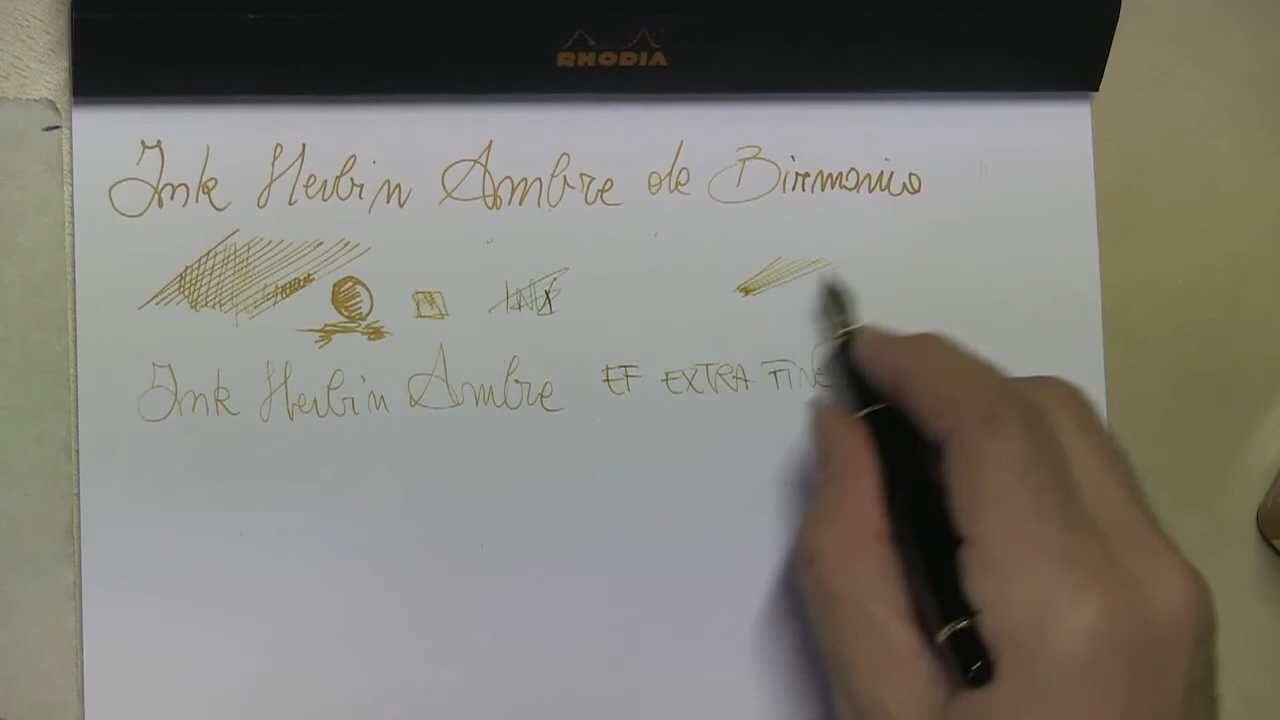 RHODIA
Ink Herbin Ambre de Birmanie
INK
Ink Herbin Ambre EF EXTRA FINE